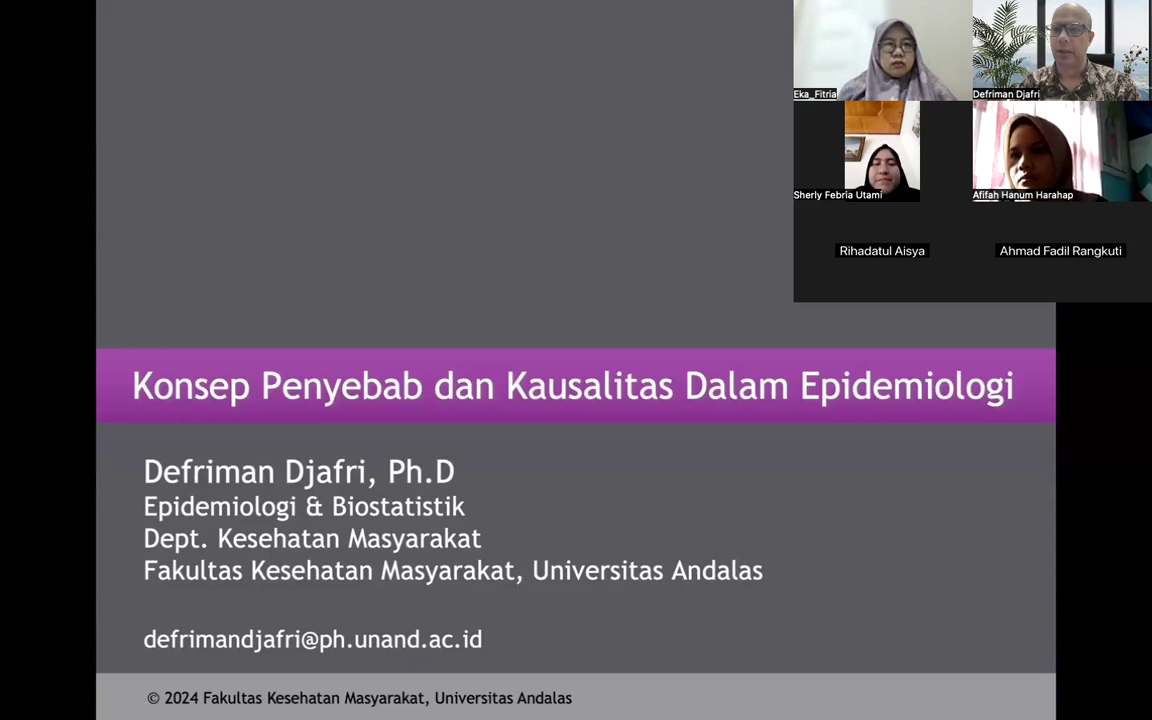 Eka_Fitria
Defriman Djafri
Sherly Febria Utami
Afifah Hanum Harahap
Rihadatul Aisya
Ahmad Fadil Rangkuti
Konsep Penyebab dan Kausalitas Dalam Epidemiologi
Defriman Djafri, Ph.D
Epidemiologi & Biostatistik
Dept. Kesehatan Masyarakat
Fakultas Kesehatan Masyarakat, Universitas Andalas
defrimandjafri@ph.unand.ac.id
© 2024 Fakultas Kesehatan Masyarakat, Universitas Andalas